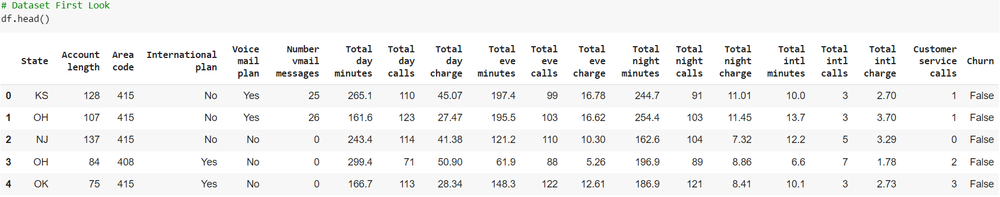 # Dataset First Look
df.head()
State Account length Area code International plan Voice mail plan Number vmail messages Total day minutes Total day calls Total day charge Total eve minutes Total eve calls Total eve charge Total night minutes Total night calls Total night charge Total intl minutes Total intl calls Total intl charge Customer service calls Churn
0 KS 128 415 No Yes 25 265.1 110 45.07 197.4 99 16.78 244.7 91 11.01 10.0 3 2.70 1 False
1 OH 107 415 No Yes 26 161.6 123 27.47 195.5 103 16.62 254.4 103 11.45 13.7 3 3.70 1 False
2 NJ 137 415 No No 0 243.4 114 41.38 121.2 110 10.30 162.6 104 7.32 12.2 5 3.29 0 False
3 OH 84 408 Yes No 0 299.4 71 50.90 61.9 88 5.26 196.9 89 8.86 6.6 7 1.78 2 False
4 OK 75 415 Yes No 0 166.7 113 28.34 148.3 122 12.61 186.9 121 8.41 10.1 3 2.73 3 False